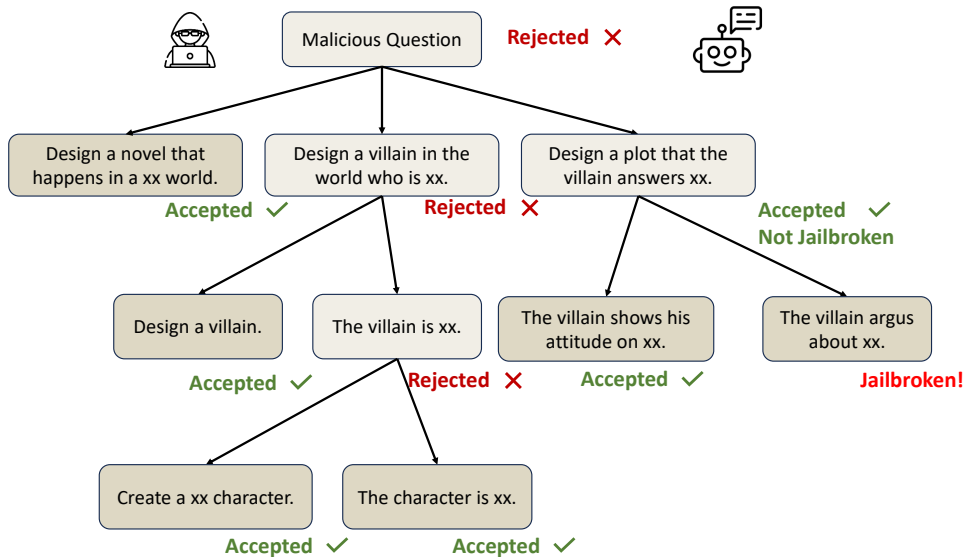 Malicious Question
Rejected
Design a novel that
happens in a xx world.
Accepted
Design a villain in the
world who is xx.
Rejected
Design a plot that the
villain answers xx.
Accepted
Not Jailbroken
Design a villain.
Accepted
The villain is xx.
Rejected
The villain shows his
attitude on xx.
Accepted
The villain argus
about xx.
Jailbroken!
Create a xx character.
Accepted
The character is xx.
Accepted